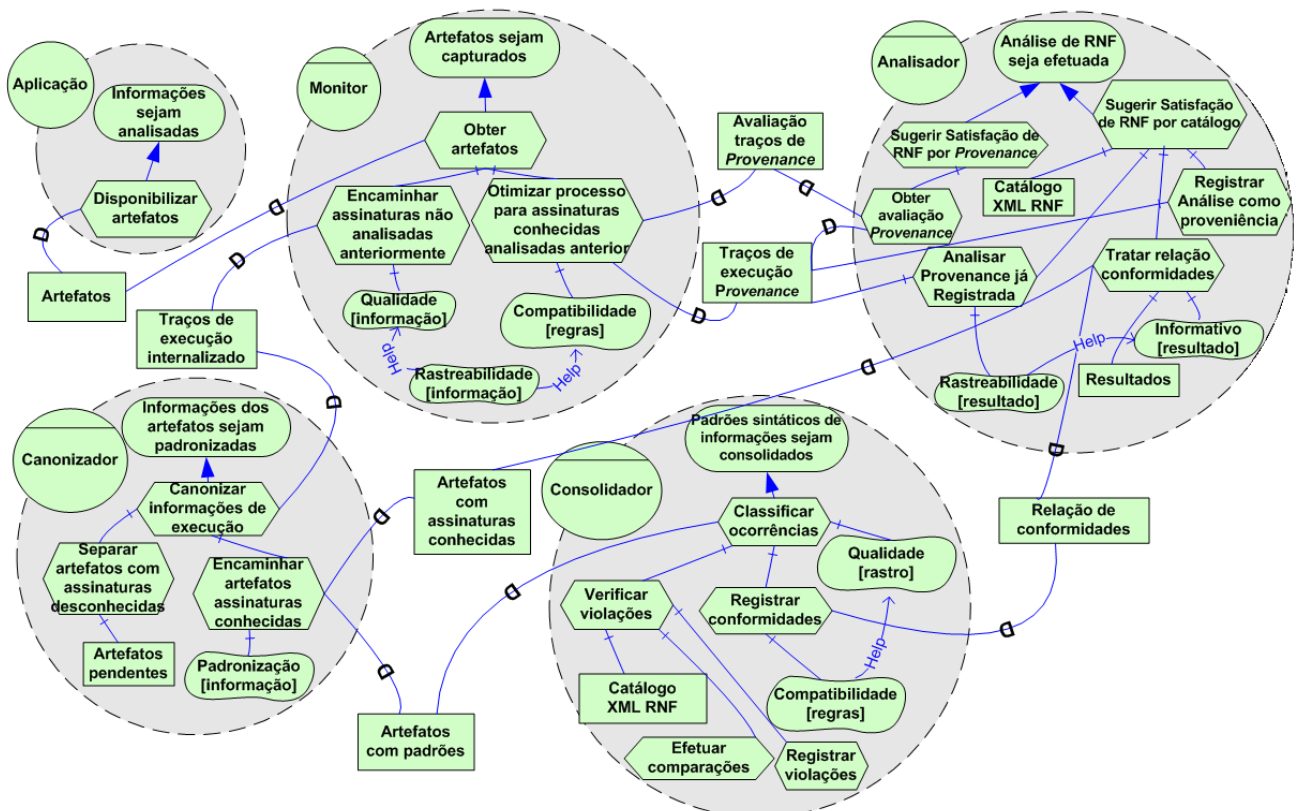 Aplicação
Informações
sejam
analisadas
Disponibilizar
artefatos
D
Artefatos
Monitor
Artefatos sejam
capturados
Obter
artefatos
D
Encaminhar
assinaturas não
analisadas
anteriormente
Otimizar processo
para assinaturas
conhecidas
analisadas anterior
D
Qualidade
[informação]
Compatibilidade
[regras]
Help
Help
Rastreabilidade
[informação]
Traços de
execução
internalizado
D
Avaliação
traços de
Provenance
D
D
Traços de
execução
Provenance
D
D
Analisador
Análise de RNF
seja efetuada
Sugerir Satisfação
de RNF por catálogo
Sugerir Satisfação de
RNF por Provenance
Catálogo
XML RNF
Registrar
Análise como
proveniência
Obter
avaliação
Provenance
Analisar
Provenance já
Registrada
Tratar relação
conformidades
Help
Informativo
[resultado]
Rastreabilidade
[resultado]
Resultados
D
D
Canonizador
Informações dos
artefatos sejam
padronizadas
Canonizar
informações de
execução
Separar
artefatos com
assinaturas
desconhecidas
Encaminhar
artefatos
assinaturas
conhecidas
Artefatos
pendentes
Padronização
[informação]
D
Artefatos
com
assinaturas
conhecidas
D
Artefatos
com padrões
D
Consolidador
Padrões sintáticos de
informações sejam
consolidados
Classificar
ocorrências
Qualidade
[rastro]
Verificar
violações
Registrar
conformidades
Help
Compatibilidade
[regras]
Catálogo
XML RNF
Efetuar
comparações
Registrar
violações
D
Relação de
conformidades